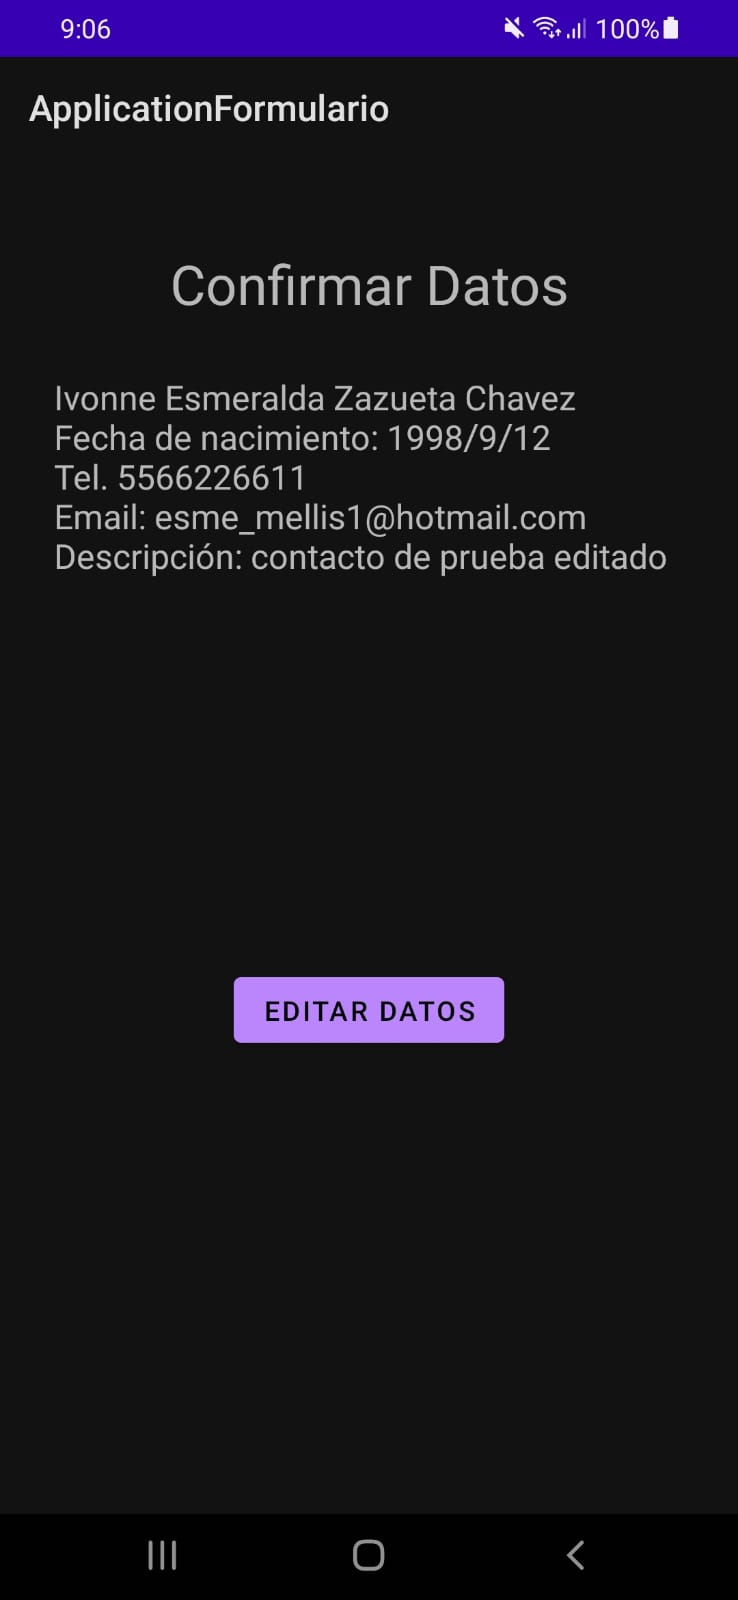 9:06 100%
ApplicationFormulario
Confirmar Datos
Ivonne Esmeralda Zazueta Chavez
Fecha de nacimiento: 1998/9/12
Tel. 5566226611
Email: esme_mellis1@hotmail.com
Descripción: contacto de prueba editado
EDITAR DATOS